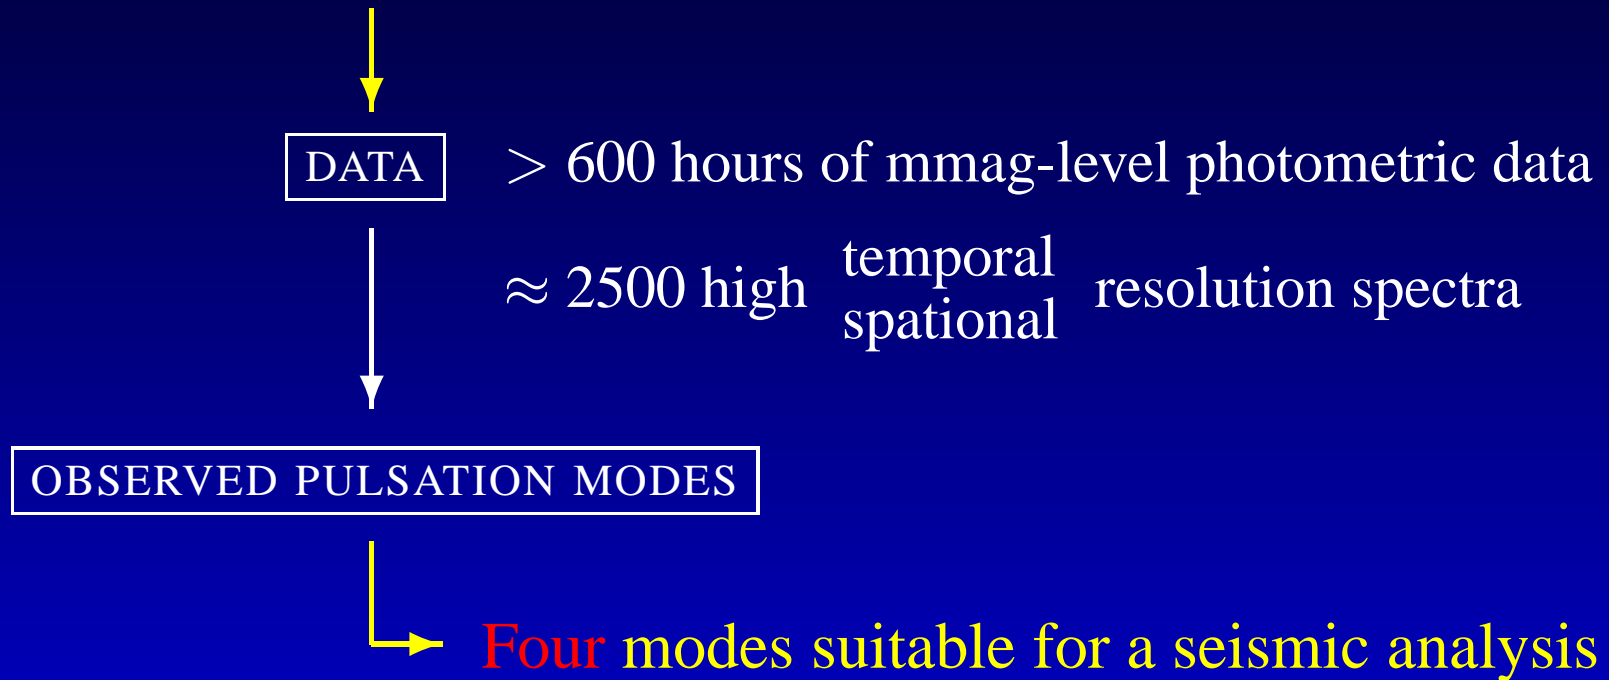 DATA > 600 hours of mmag-level photometric data
≈ 2500 high temporal spational resolution spectra
OBSERVED PULSATION MODES
Four modes suitable for a seismic analysis